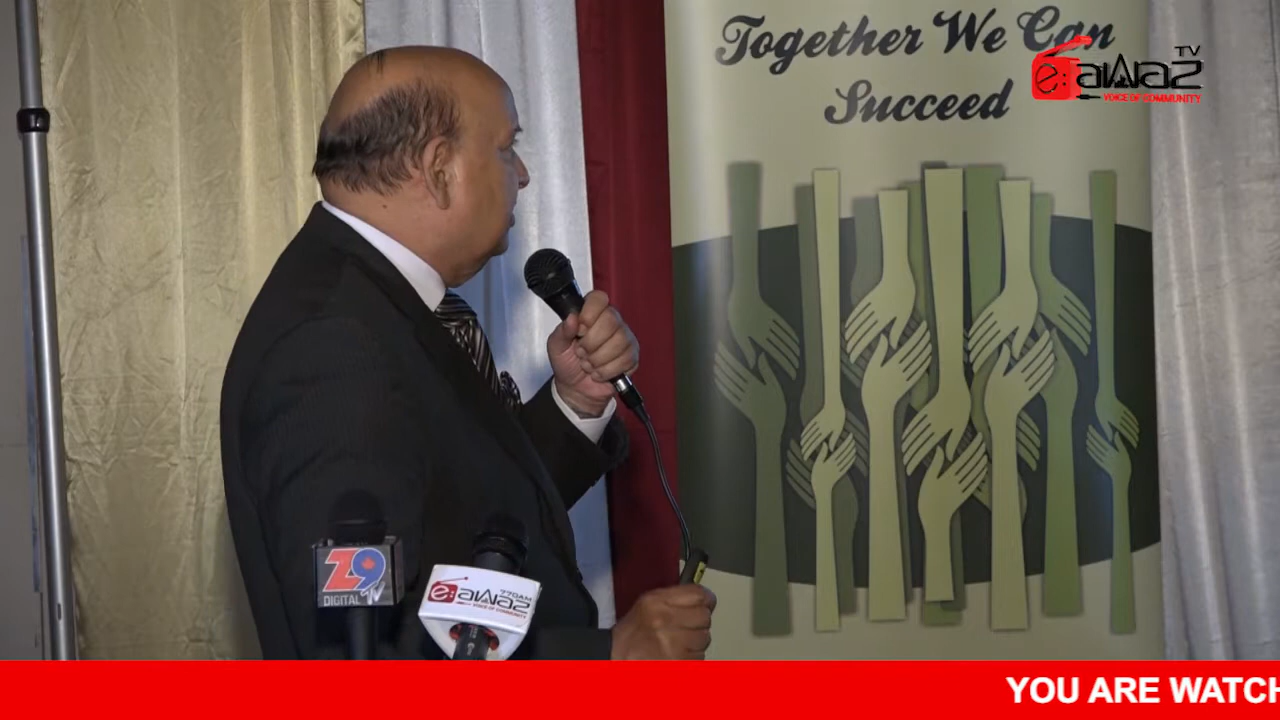 Together We Can
Succeed
TV
e:awaz
VOICE OF COMMUNITY
Z9
DIGITAL TV
770AM
e:awaz
VOICE OF COMMUNITY
YOU ARE WATCH